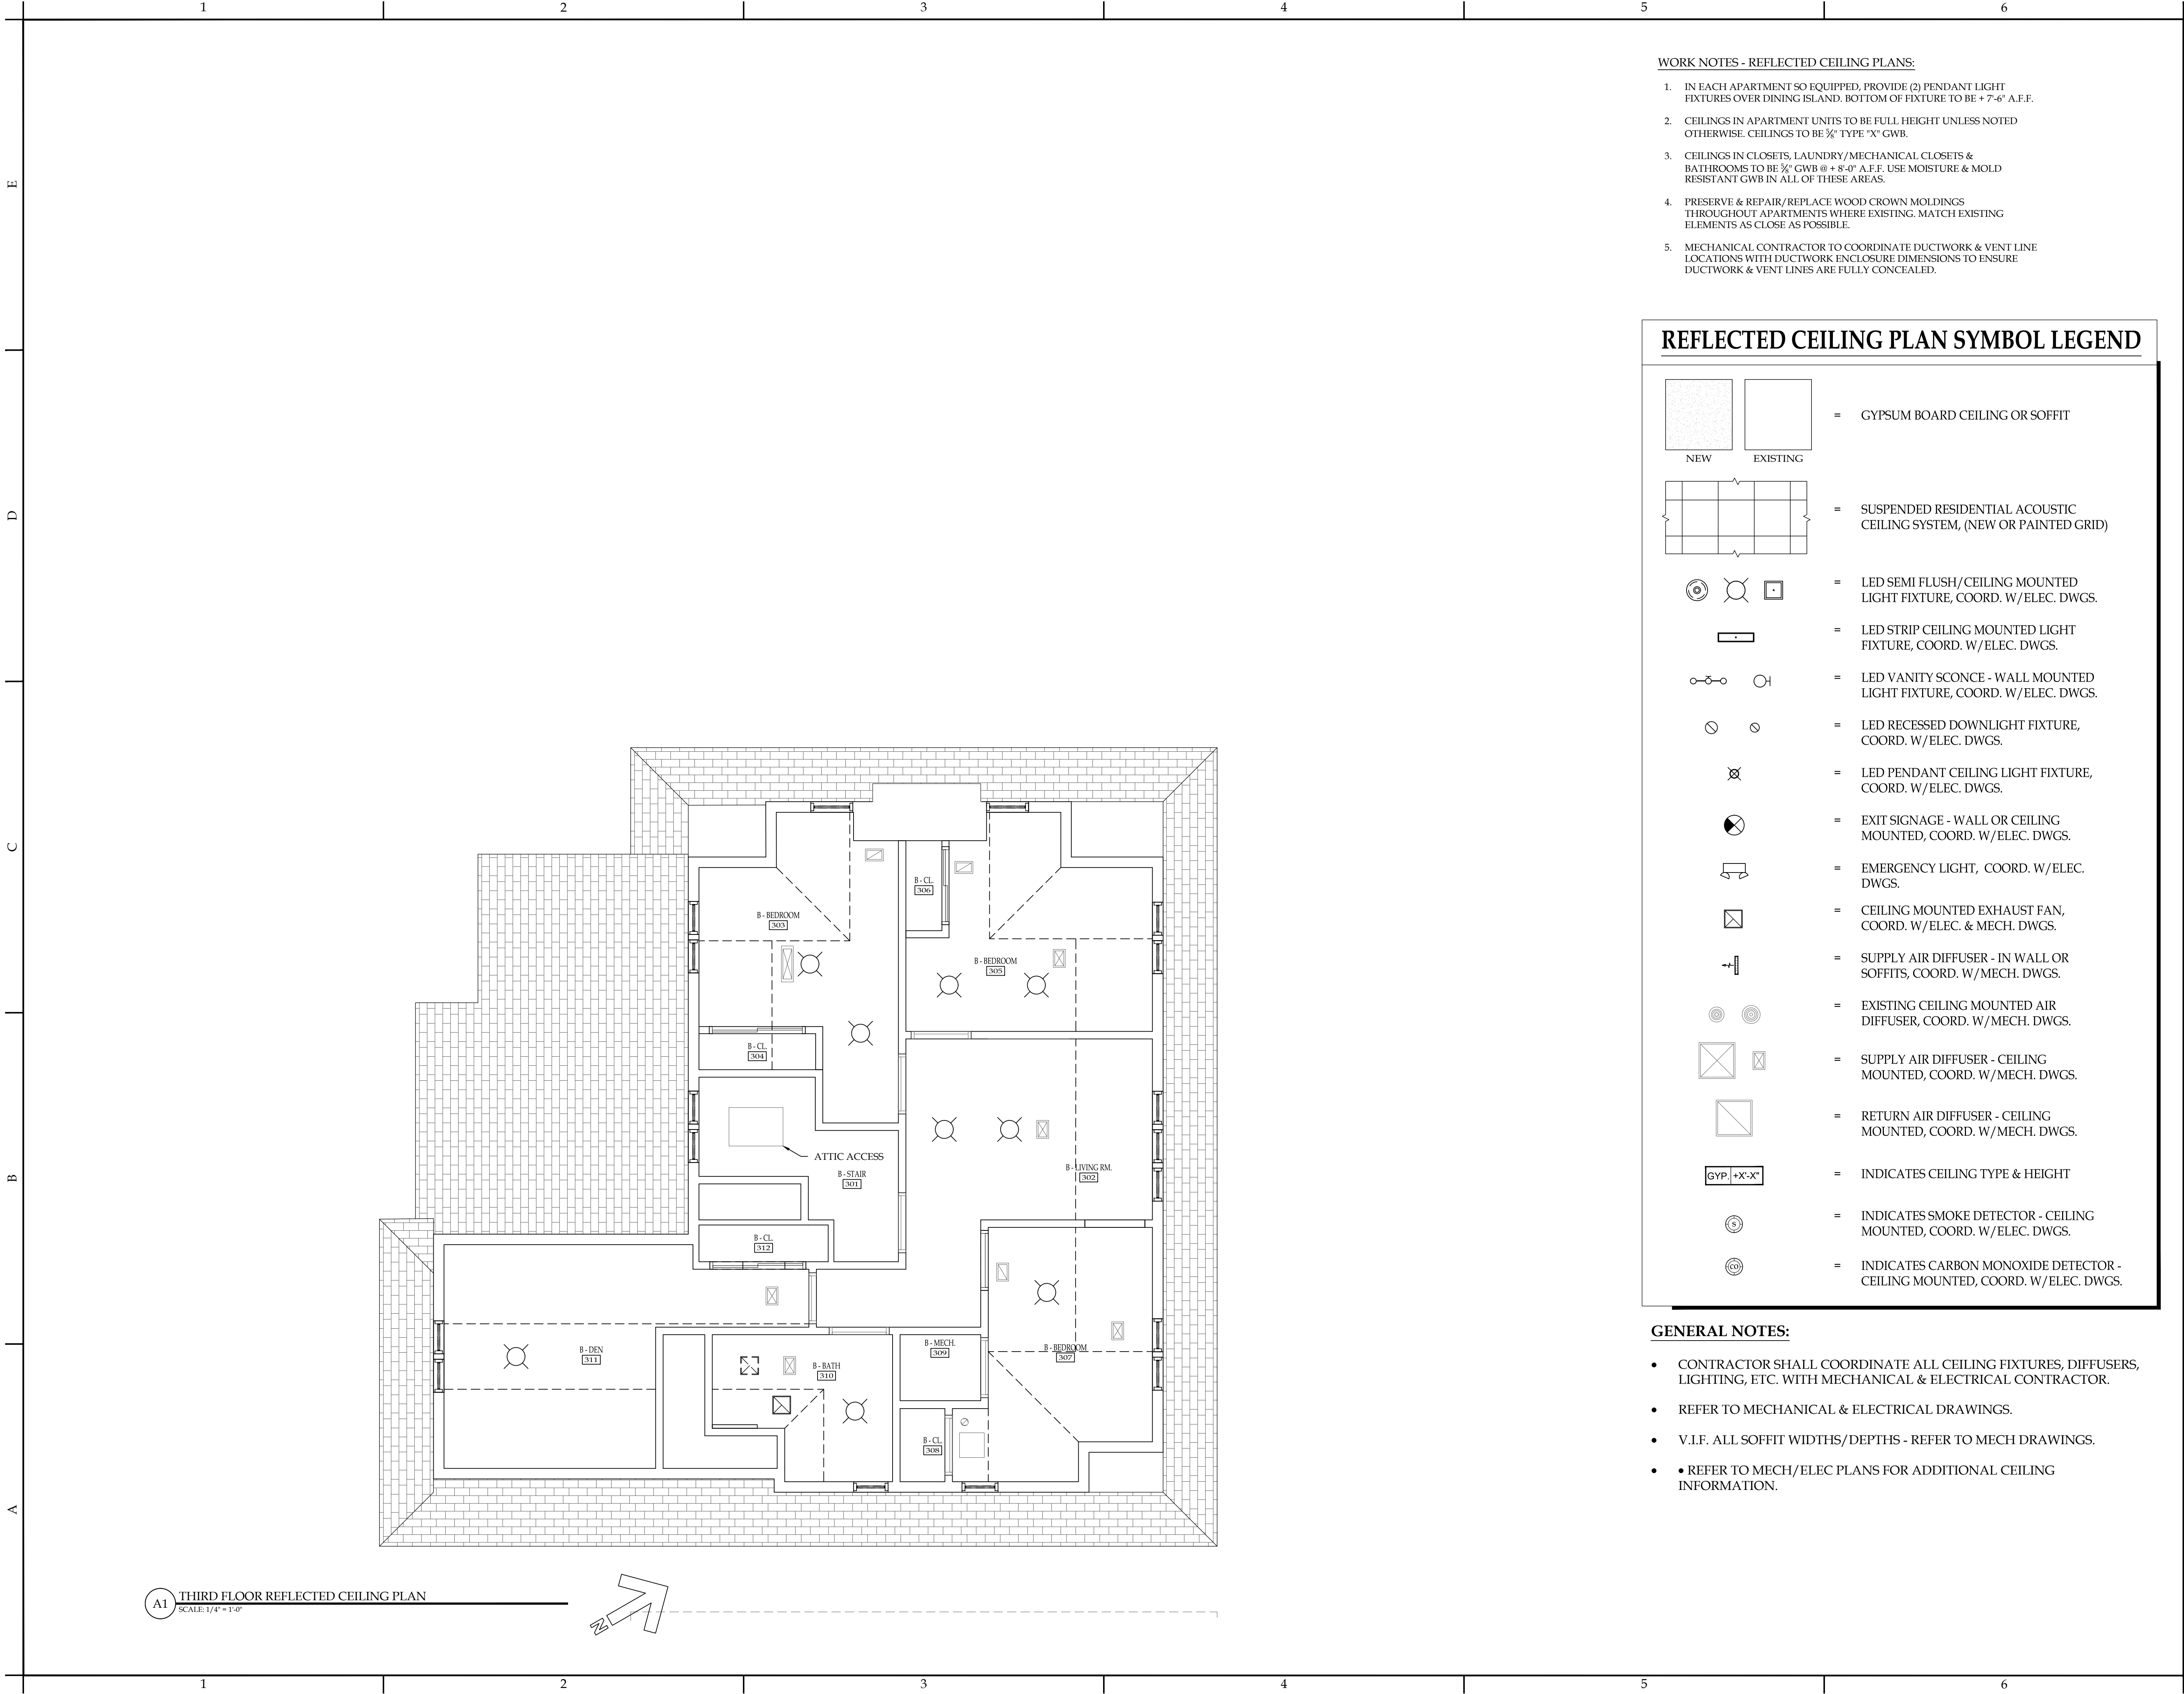 1 2 3 4 5 6
WORK NOTES - REFLECTED CEILING PLANS:
1. IN EACH APARTMENT SO EQUIPPED, PROVIDE (2) PENDANT LIGHT
FIXTURES OVER DINING ISLAND. BOTTOM OF FIXTURE TO BE + 7'-6" A.F.F.
2. CEILINGS IN APARTMENT UNITS TO BE FULL HEIGHT UNLESS NOTED
OTHERWISE. CEILINGS TO BE ⅝" TYPE "X" GWB.
3. CEILINGS IN CLOSETS, LAUNDRY/MECHANICAL CLOSETS &
BATHROOMS TO BE ⅝" GWB @ + 8'-0" A.F.F. USE MOISTURE & MOLD
RESISTANT GWB IN ALL OF THESE AREAS.
4. PRESERVE & REPAIR/REPLACE WOOD CROWN MOLDINGS
THROUGHOUT APARTMENTS WHERE EXISTING. MATCH EXISTING
ELEMENTS AS CLOSE AS POSSIBLE.
5. MECHANICAL CONTRACTOR TO COORDINATE DUCTWORK & VENT LINE
LOCATIONS WITH DUCTWORK ENCLOSURE DIMENSIONS TO ENSURE
DUCTWORK & VENT LINES ARE FULLY CONCEALED.
E
D
C
B
A
REFLECTED CEILING PLAN SYMBOL LEGEND
= GYPSUM BOARD CEILING OR SOFFIT
NEW EXISTING
= SUSPENDED RESIDENTIAL ACOUSTIC
CEILING SYSTEM, (NEW OR PAINTED GRID)
= LED SEMI FLUSH/CEILING MOUNTED
LIGHT FIXTURE, COORD. W/ELEC. DWGS.
= LED STRIP CEILING MOUNTED LIGHT
FIXTURE, COORD. W/ELEC. DWGS.
= LED VANITY SCONCE - WALL MOUNTED
LIGHT FIXTURE, COORD. W/ELEC. DWGS.
= LED RECESSED DOWNLIGHT FIXTURE,
COORD. W/ELEC. DWGS.
= LED PENDANT CEILING LIGHT FIXTURE,
COORD. W/ELEC. DWGS.
= EXIT SIGNAGE - WALL OR CEILING
MOUNTED, COORD. W/ELEC. DWGS.
= EMERGENCY LIGHT, COORD. W/ELEC.
DWGS.
= CEILING MOUNTED EXHAUST FAN,
COORD. W/ELEC. & MECH. DWGS.
= SUPPLY AIR DIFFUSER - IN WALL OR
SOFFITS, COORD. W/MECH. DWGS.
= EXISTING CEILING MOUNTED AIR
DIFFUSER, COORD. W/MECH. DWGS.
= SUPPLY AIR DIFFUSER - CEILING
MOUNTED, COORD. W/MECH. DWGS.
= RETURN AIR DIFFUSER - CEILING
MOUNTED, COORD. W/MECH. DWGS.
GYP. +X'-X" = INDICATES CEILING TYPE & HEIGHT
S = INDICATES SMOKE DETECTOR - CEILING
MOUNTED, COORD. W/ELEC. DWGS.
CO = INDICATES CARBON MONOXIDE DETECTOR -
CEILING MOUNTED, COORD. W/ELEC. DWGS.
GENERAL NOTES:
• CONTRACTOR SHALL COORDINATE ALL CEILING FIXTURES, DIFFUSERS,
LIGHTING, ETC. WITH MECHANICAL & ELECTRICAL CONTRACTOR.
• REFER TO MECHANICAL & ELECTRICAL DRAWINGS.
• V.I.F. ALL SOFFIT WIDTHS/DEPTHS - REFER TO MECH DRAWINGS.
• • REFER TO MECH/ELEC PLANS FOR ADDITIONAL CEILING
INFORMATION.
B - CL.
306
B - BEDROOM
303
B - BEDROOM
305
B - CL.
304
ATTIC ACCESS
B - STAIR
301
B - LIVING RM.
302
B - CL.
312
B - DEN
311
B - BATH
310
B - MECH.
309
B - BEDROOM
307
B - CL.
308
A1
THIRD FLOOR REFLECTED CEILING PLAN
SCALE: 1/4" = 1'-0"
N
1 2 3 4 5 6